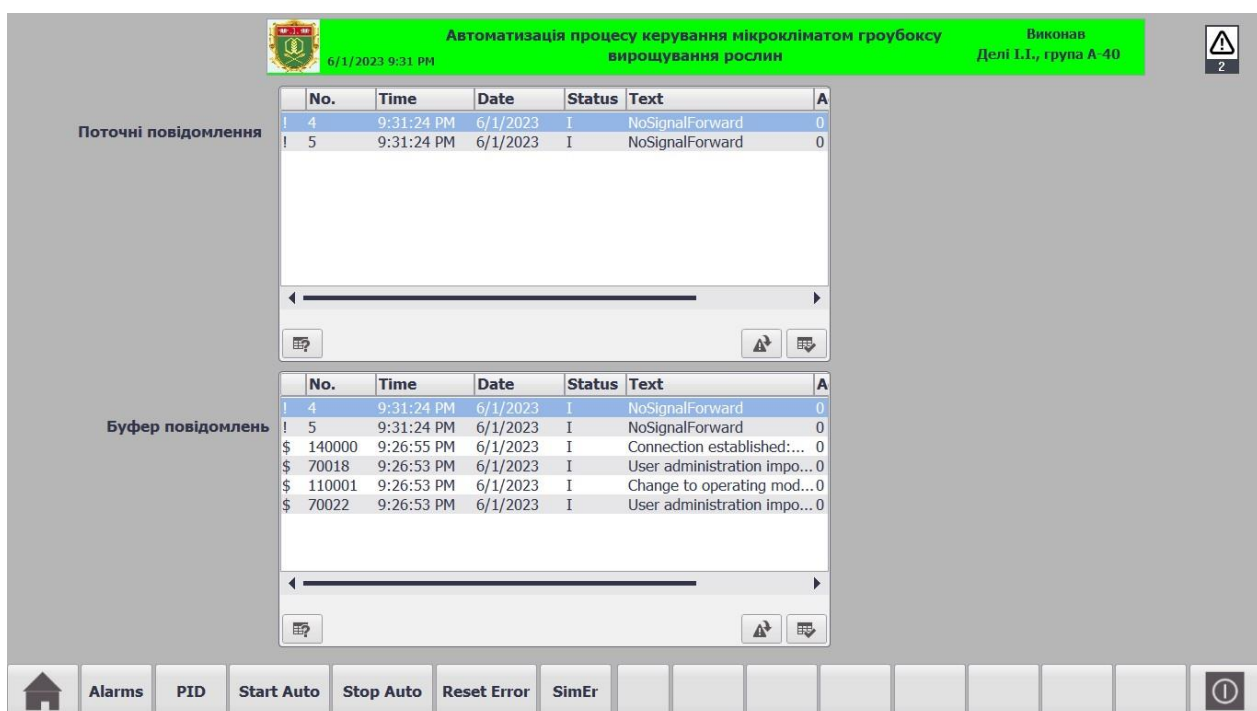 Автоматизація процесу керування мікрокліматом гроубоксу
вирощування рослин
6/1/2023 9:31 PM
Виконав
Делі І.І., група А-40
2
Поточні повідомлення
No. Time Date Status Text A
! 4 9:31:24 PM 6/1/2023 I NoSignalForward 0
! 5 9:31:24 PM 6/1/2023 I NoSignalForward 0
Буфер повідомлень
No. Time Date Status Text A
! 4 9:31:24 PM 6/1/2023 I NoSignalForward 0
! 5 9:31:24 PM 6/1/2023 I NoSignalForward 0
$ 140000 9:26:55 PM 6/1/2023 I Connection established:... 0
$ 70018 9:26:53 PM 6/1/2023 I User administration impo... 0
$ 110001 9:26:53 PM 6/1/2023 I Change to operating mod... 0
$ 70022 9:26:53 PM 6/1/2023 I User administration impo... 0
Alarms PID Start Auto Stop Auto Reset Error SimEr